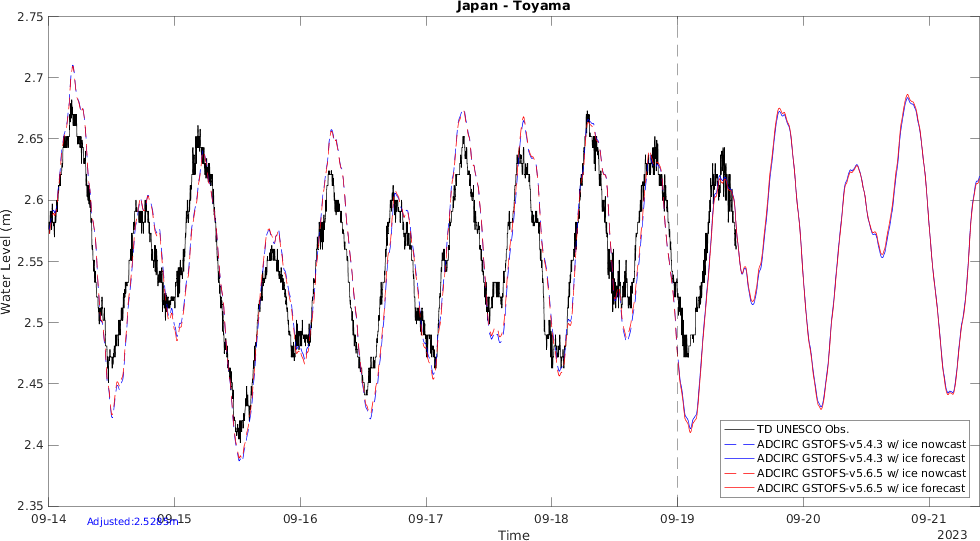 Japan - Toyama
2.75
2.7
2.65
2.6
2.55
2.5
2.45
2.4
2.35
Water Level (m)
TD UNESCO Obs.
ADCIRC GSTOFS-v5.4.3 w/ ice nowcast
ADCIRC GSTOFS-v5.4.3 w/ ice forecast
ADCIRC GSTOFS-v5.6.5 w/ ice nowcast
ADCIRC GSTOFS-v5.6.5 w/ ice forecast
09-14 09-15 09-16 09-17 09-18 09-19 09-20 09-21
Adjusted:2.5285m
Time
2023